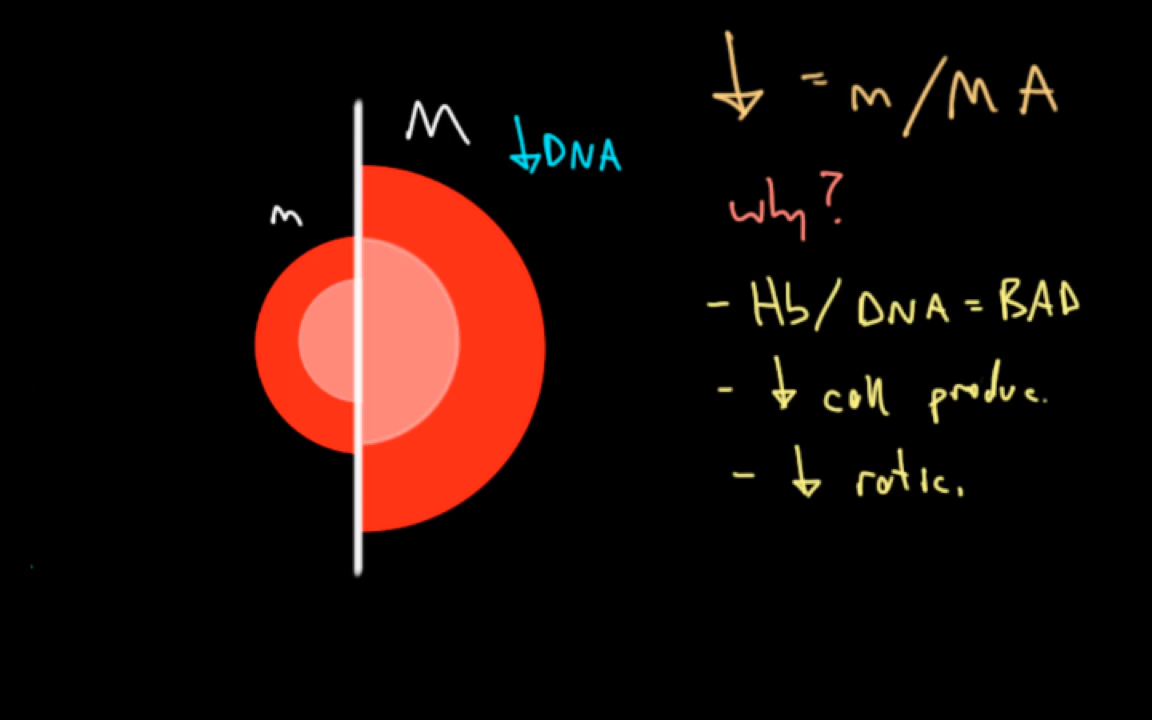 M
↓DNA
m
↓ = m/MA
why?
- Hb/DNA = BAD
- ↓ cell produc.
- ↓ retic.